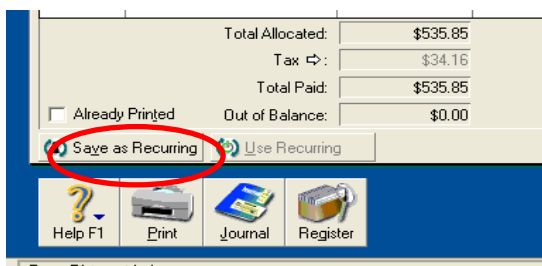 Total Allocated: $535.85
Tax ⇨: $34.16
Total Paid: $535.85
Already Printed Out of Balance: $0.00
Save as Recurring Use Recurring
Help F1 Print Journal Register